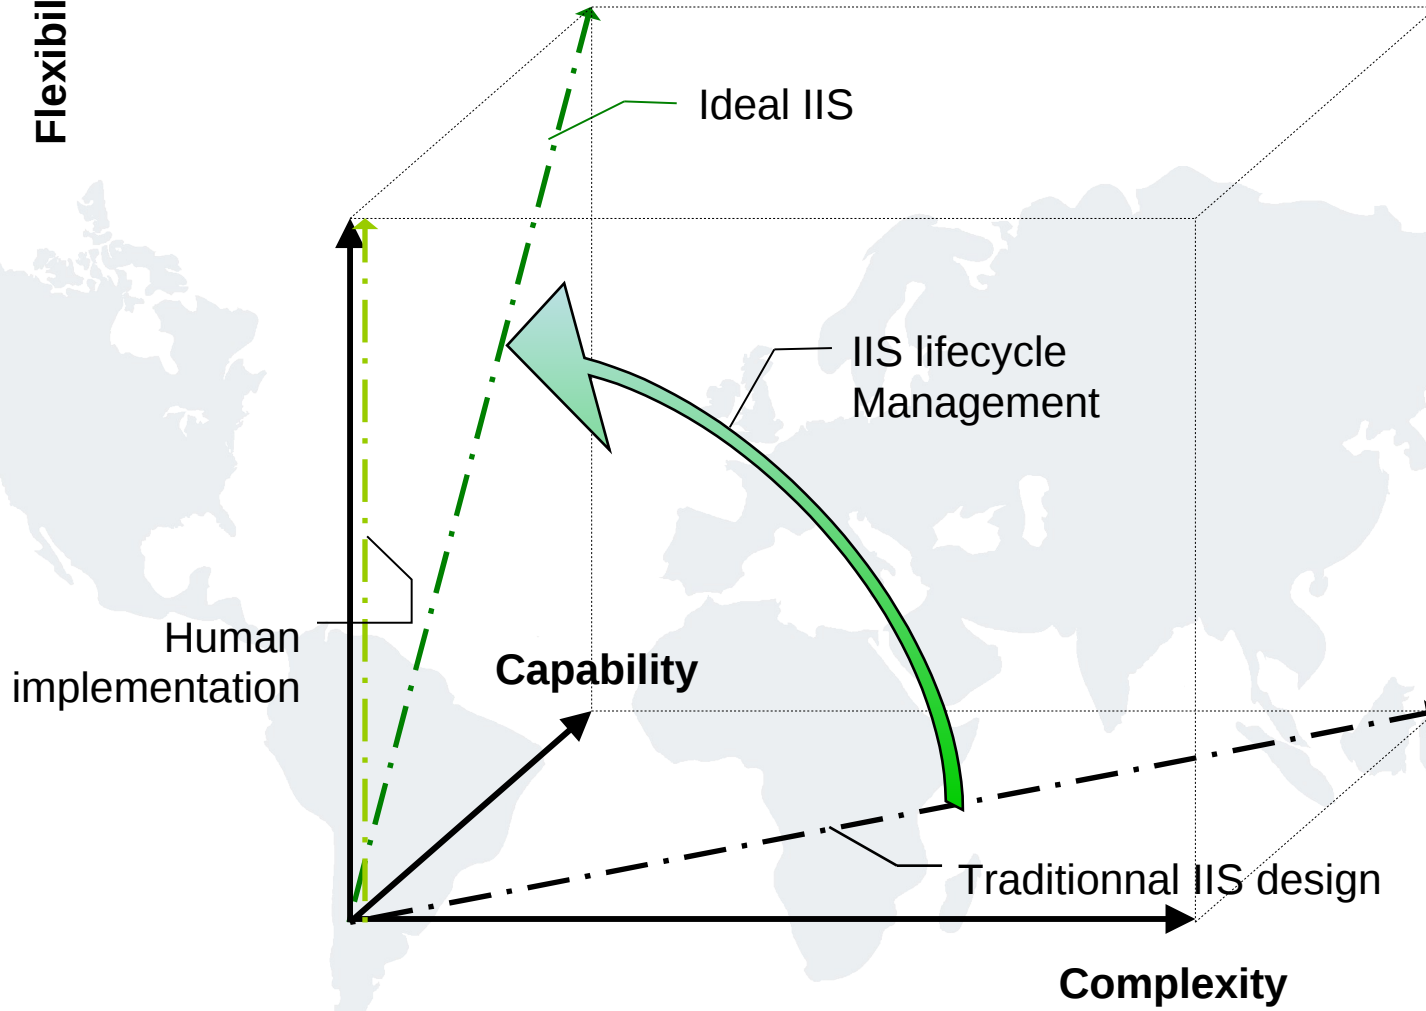 Flexibil
Ideal IIS
IIS lifecycle
Management
Human
implementation
Capability
Traditionnal IIS design
Complexity